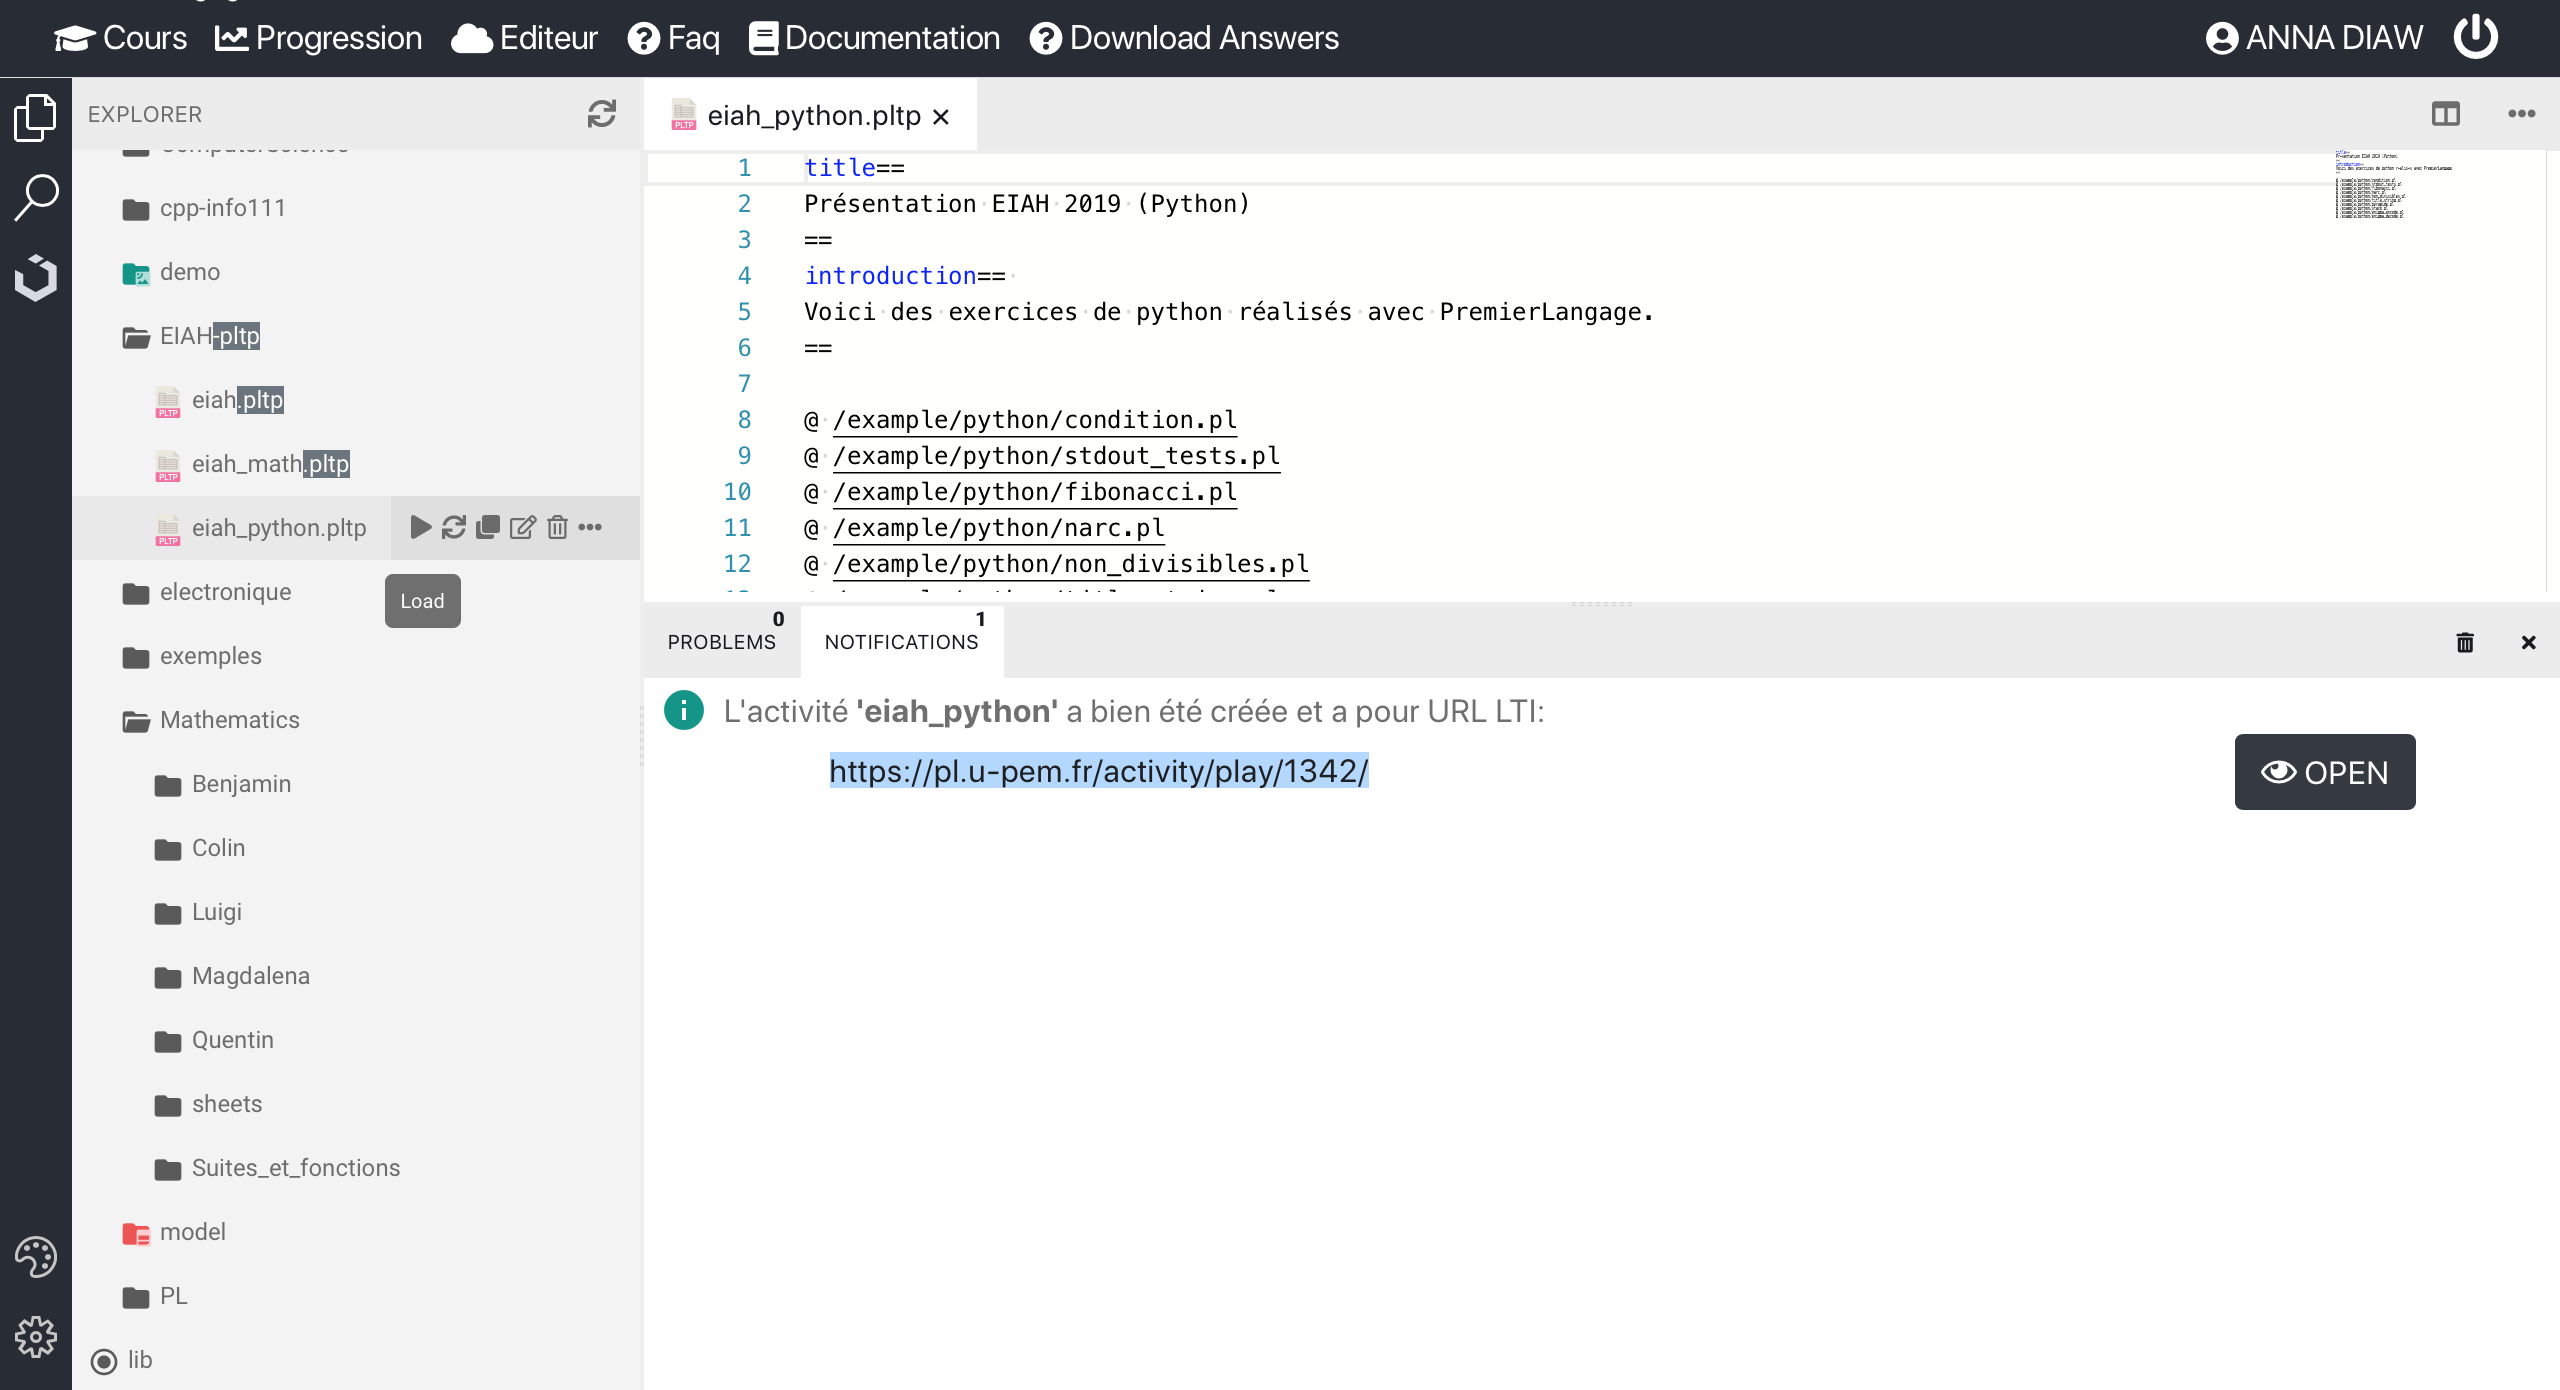 Cours Progression Editeur Faq Documentation Download Answers ANNA DIAW
EXPLORER
cpp-info111
demo
EIAH-pltp
eiah.pltp
PLTP
eiah_math.pltp
PLTP
eiah_python.pltp
PLTP
Load
electronique
exemples
Mathematics
Benjamin
Colin
Luigi
Magdalena
Quentin
sheets
Suites_et_fonctions
model
PL
lib
PLTP
eiah_python.pltp
1 title==
2 Présentation EIAH 2019 (Python)
3 ==
4 introduction==
5 Voici des exercices de python réalisés avec PremierLangage.
6 ==
7
8 @ /example/python/condition.pl
9 @ /example/python/stdout_tests.pl
10 @ /example/python/fibonacci.pl
11 @ /example/python/narc.pl
12 @ /example/python/non_divisibles.pl
PROBLEMS 0 NOTIFICATIONS 1
L'activité 'eiah_python' a bien été créée et a pour URL LTI:
https://pl.u-pem.fr/activity/play/1342/
OPEN